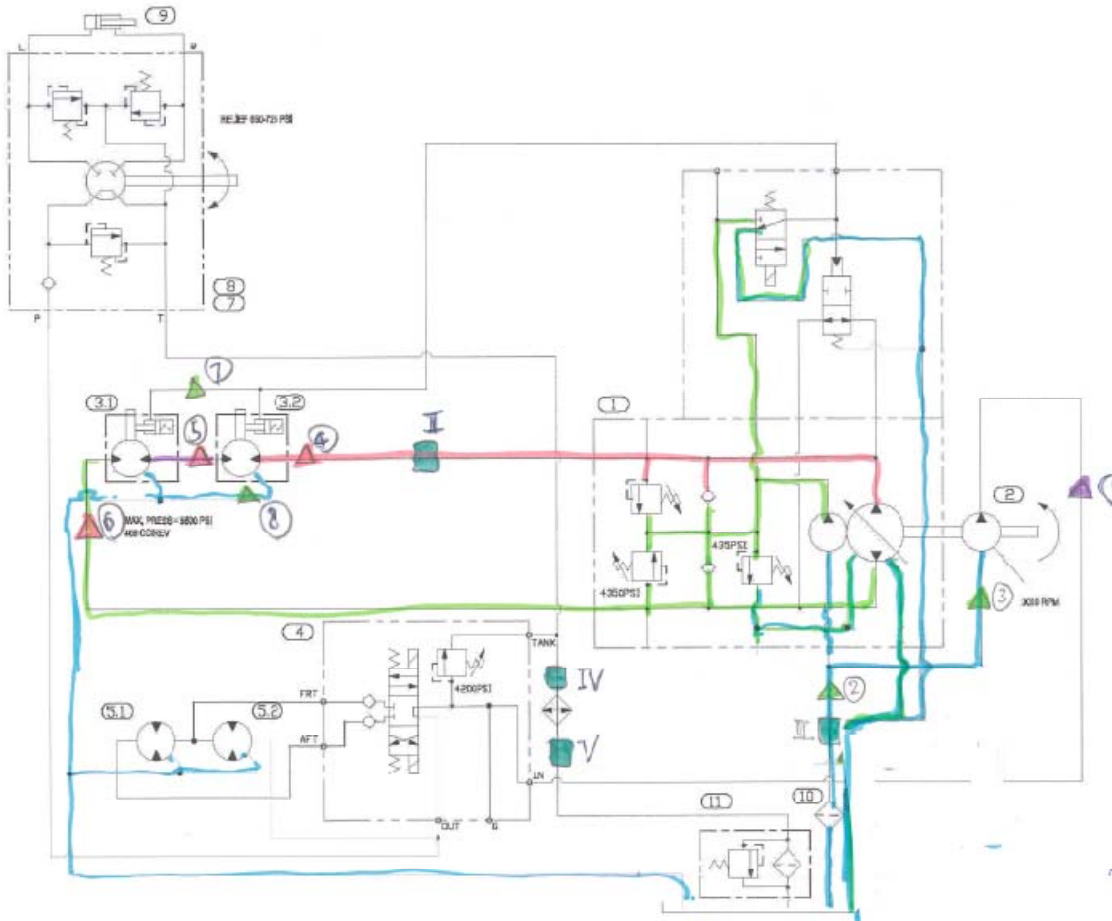 9
L
RELIEF 650-725 PSI
8
7
P
T
7
3.1
3.2
5
4
II
1
2
6
8
MAX. PRESS=
PSI
435PSI
4350PSI
3
RPM
4
TANK
4200PSI
IV
2
FRT
5.1
5.2
AFT
V
IN
11
10
OUT
G